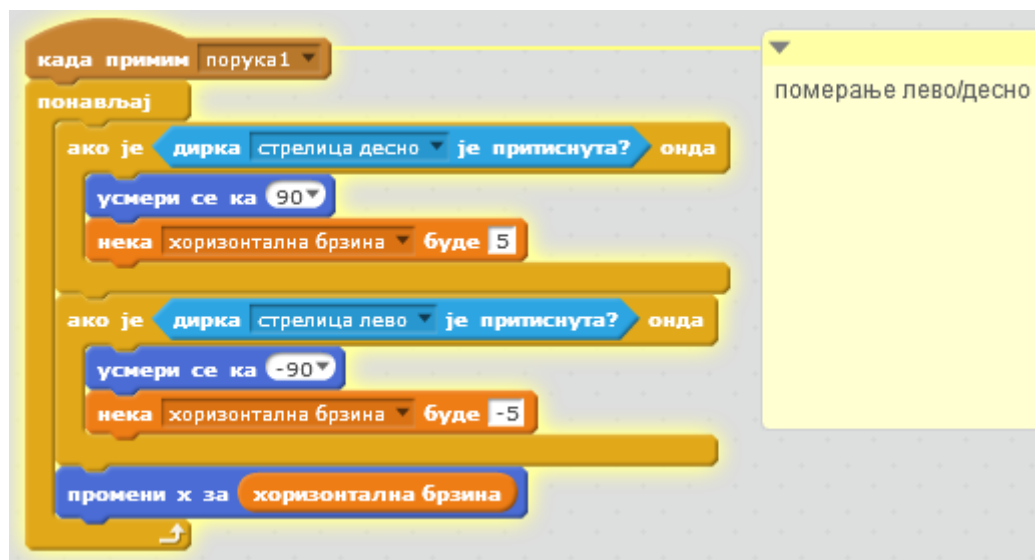 када примим порука1
понављај
ако је дирка стрелица десно је притиснута? онда
усмери се ка 90
нека хоризонтална брзина буде 5
ако је дирка стрелица лево је притиснута? онда
усмери се ка -90
нека хоризонтална брзина буде -5
промени x за хоризонтална брзина
померање лево/десно